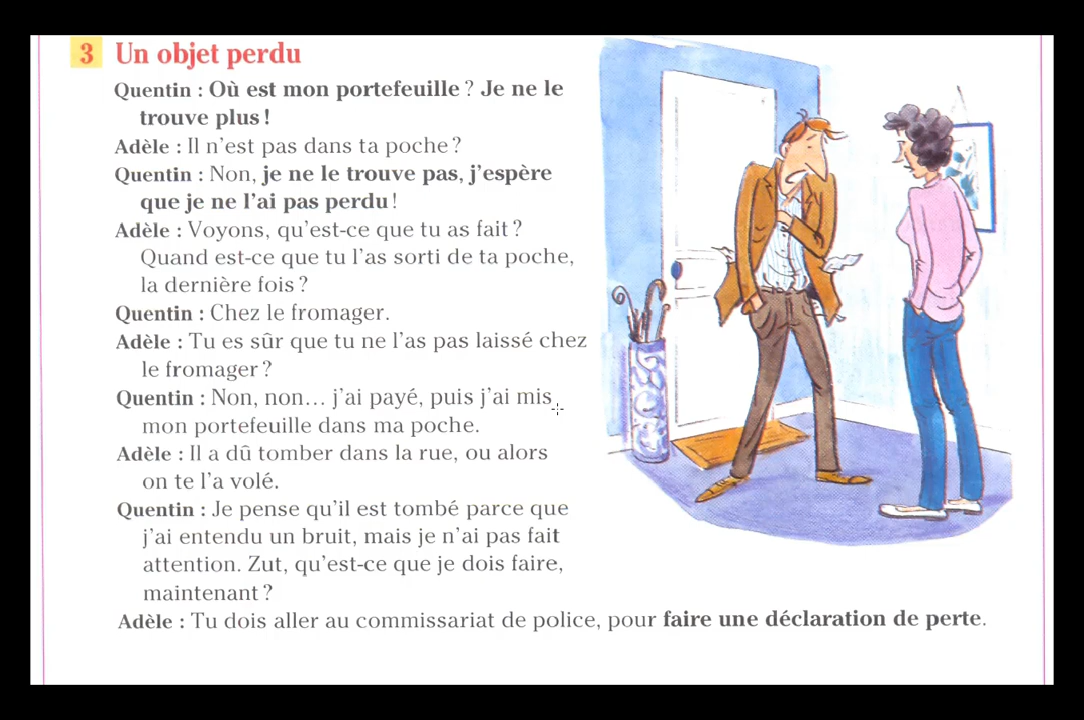 3 Un objet perdu
Quentin : Où est mon portefeuille ? Je ne le
trouve plus !
Adèle : Il n'est pas dans ta poche ?
Quentin : Non, je ne le trouve pas, j'espère
que je ne l'ai pas perdu !
Adèle : Voyons, qu'est-ce que tu as fait ?
Quand est-ce que tu l'as sorti de ta poche,
la dernière fois ?
Quentin : Chez le fromager.
Adèle : Tu es sûr que tu ne l'as pas laissé chez
le fromager ?
Quentin : Non, non... j'ai payé, puis j'ai mis
mon portefeuille dans ma poche.
Adèle : Il a dû tomber dans la rue, ou alors
on te l'a volé.
Quentin : Je pense qu'il est tombé parce que
j'ai entendu un bruit, mais je n'ai pas fait
attention. Zut, qu'est-ce que je dois faire,
maintenant ?
Adèle : Tu dois aller au commissariat de police, pour faire une déclaration de perte.